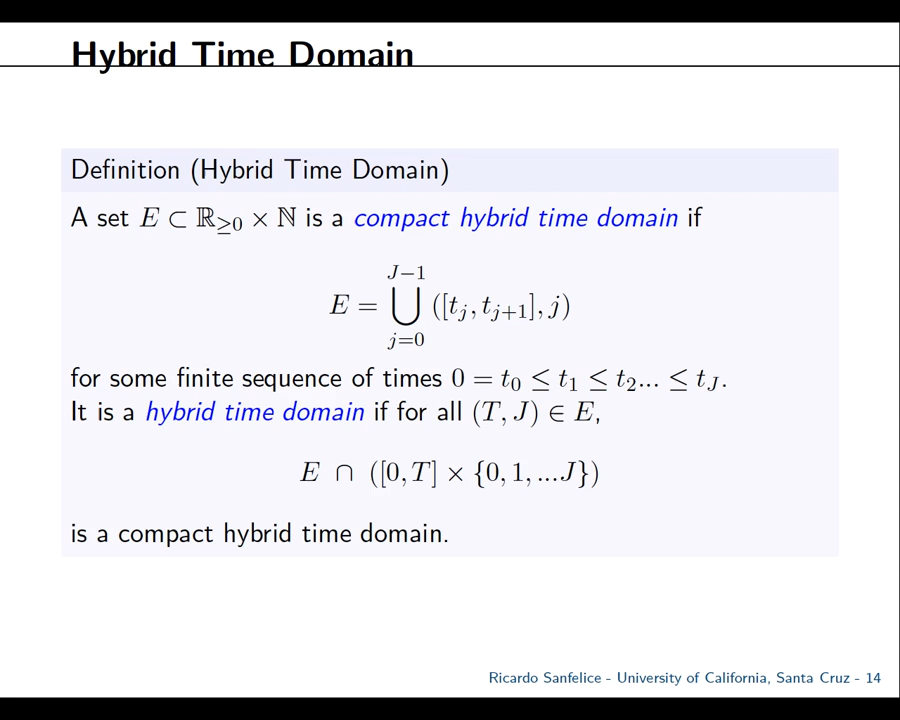 Hybrid Time Domain
Definition (Hybrid Time Domain)
A set E ⊂ ℝ≥0 × ℕ is a compact hybrid time domain if
E = ⋃_{j=0}^{J−1} ([t_j, t_{j+1}], j)
for some finite sequence of times 0 = t_0 ≤ t_1 ≤ t_2... ≤ t_J.
It is a hybrid time domain if for all (T, J) ∈ E,
E ∩ ([0, T] × {0, 1, ...J})
is a compact hybrid time domain.
Ricardo Sanfelice - University of California, Santa Cruz - 14